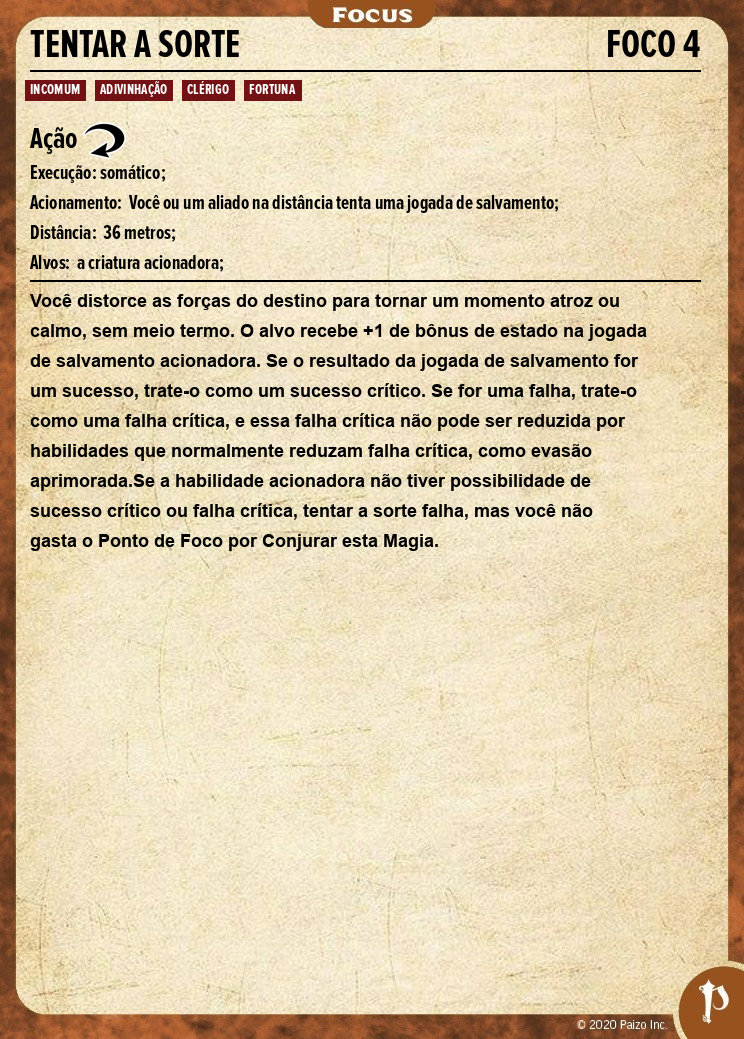 Focus
TENTAR A SORTE FOCO 4
INCOMUM ADIVINHAÇÃO CLÉRIGO FORTUNA
Ação
Execução: somático;
Acionamento: Você ou um aliado na distância tenta uma jogada de salvamento;
Distância: 36 metros;
Alvos: a criatura acionadora;
Você distorce as forças do destino para tornar um momento atroz ou
calmo, sem meio termo. O alvo recebe +1 de bônus de estado na jogada
de salvamento acionadora. Se o resultado da jogada de salvamento for
um sucesso, trate-o como um sucesso crítico. Se for uma falha, trate-o
como uma falha crítica, e essa falha crítica não pode ser reduzida por
habilidades que normalmente reduzam falha crítica, como evasão
aprimorada.Se a habilidade acionadora não tiver possibilidade de
sucesso crítico ou falha crítica, tentar a sorte falha, mas você não
gasta o Ponto de Foco por Conjurar esta Magia.
© 2020 Paizo Inc.
P